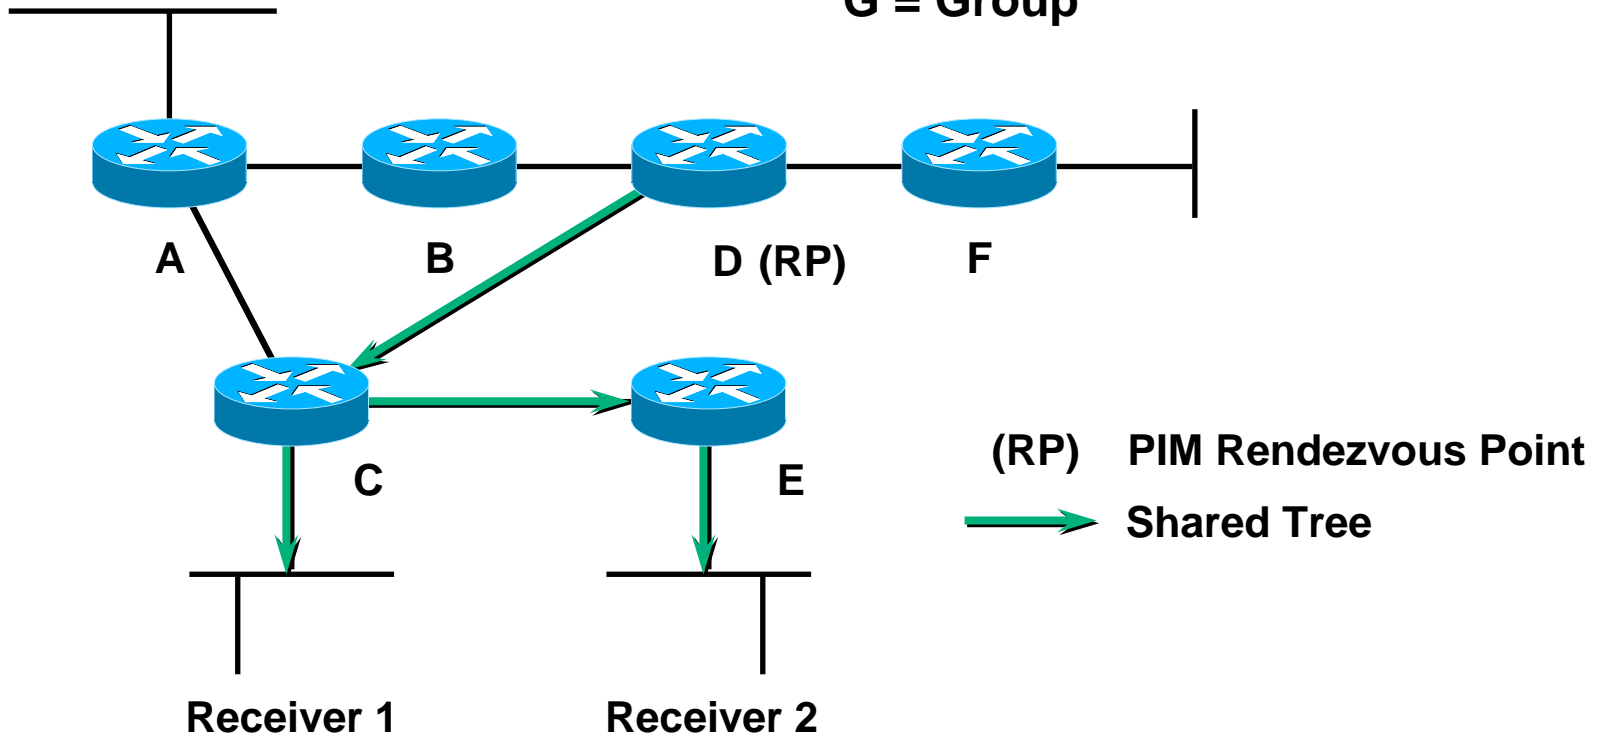 G = Group
A
B
D (RP)
F
C
E
(RP) PIM Rendezvous Point
Shared Tree
Receiver 1
Receiver 2